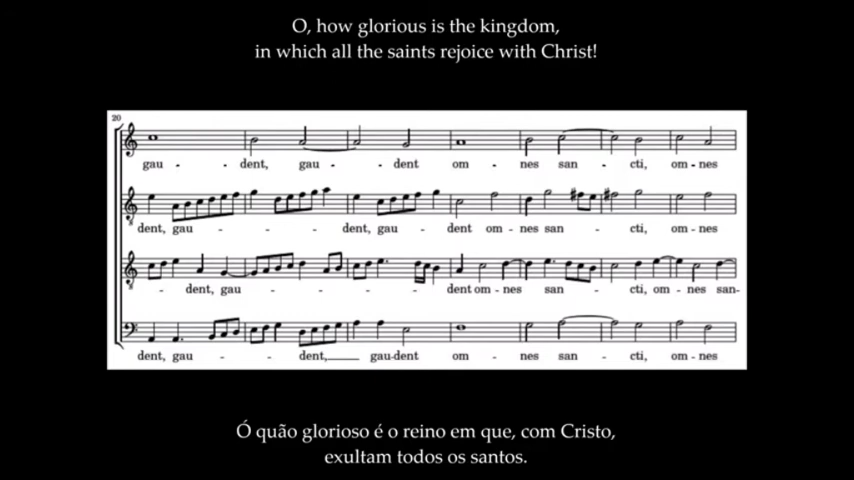 O, how glorious is the kingdom,
in which all the saints rejoice with Christ!
20
gau - - dent, gau - - dent om - nes san - cti, om - nes
dent, gau - - dent, gau - dent om - nes san - cti, om - nes
- dent, gau - - dent om - nes san - cti, om - nes san-
dent, gau - - dent,____ gau-dent om - nes san - cti, om - nes
Ó quão glorioso é o reino em que, com Cristo,
exultam todos os santos.